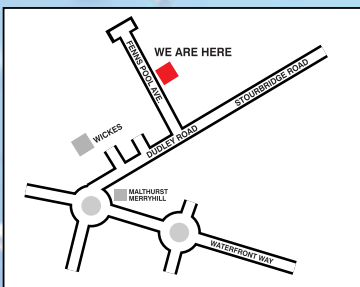 WE ARE HERE
FENNS POOL AVE.
STOURBRIDGE ROAD
WICKES
DUDLEY ROAD
MALTHURST
MERRYHILL
WATERFRONT WAY